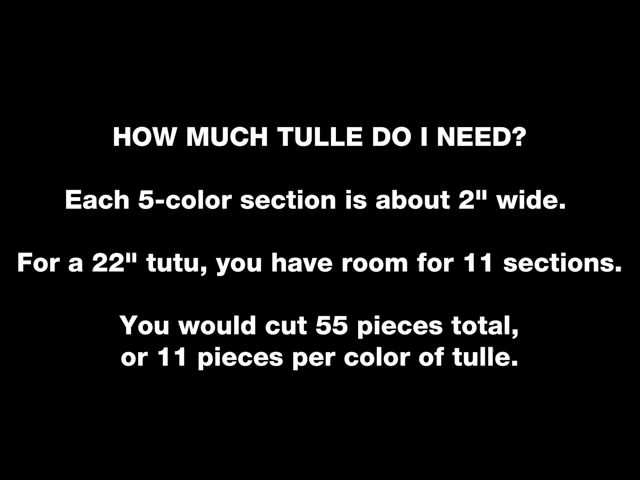 HOW MUCH TULLE DO I NEED?
Each 5-color section is about 2" wide.
For a 22" tutu, you have room for 11 sections.
You would cut 55 pieces total,
or 11 pieces per color of tulle.